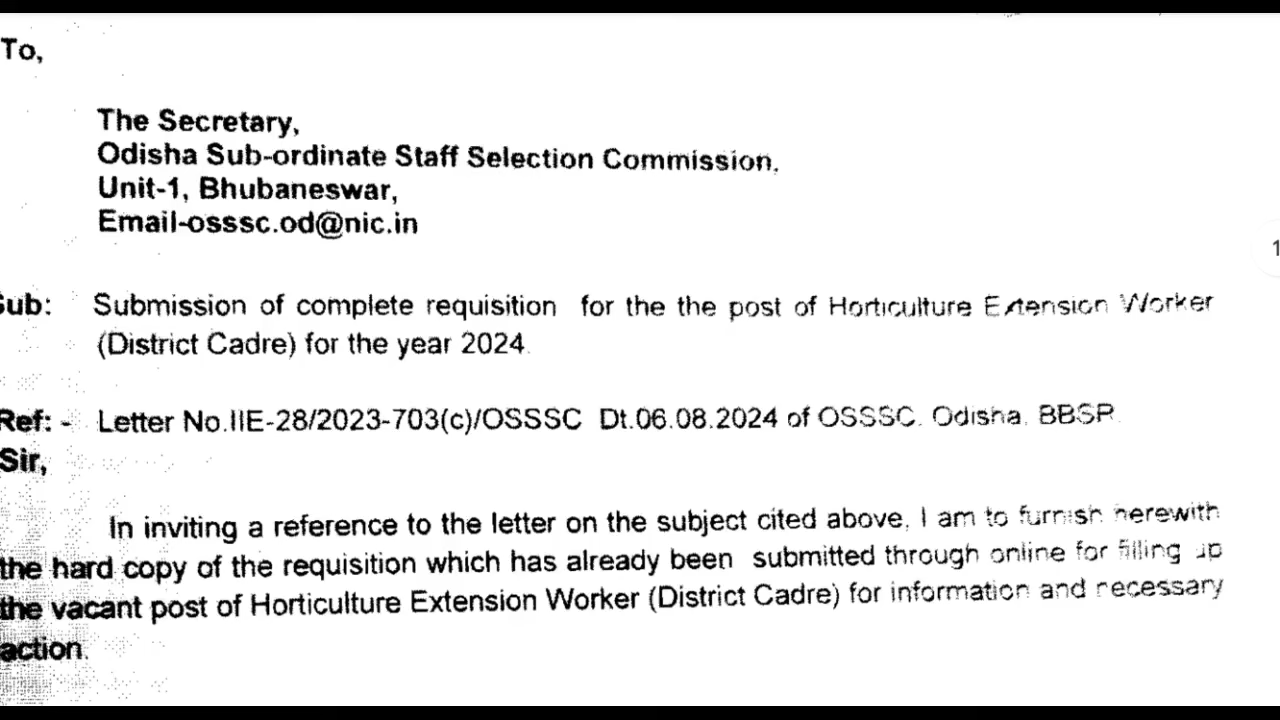 To,
The Secretary,
Odisha Sub-ordinate Staff Selection Commission,
Unit-1, Bhubaneswar,
Email-osssc.od@nic.in
Sub: Submission of complete requisition for the the post of Horticulture Extension Worker
(District Cadre) for the year 2024.
Ref: - Letter No.IIE-28/2023-703(c)/OSSSC Dt.06.08.2024 of OSSSC, Odisha, BBSR.
Sir,
In inviting a reference to the letter on the subject cited above, I am to furnish herewith
the hard copy of the requisition which has already been submitted through online for filling up
the vacant post of Horticulture Extension Worker (District Cadre) for information and necessary
action.
1